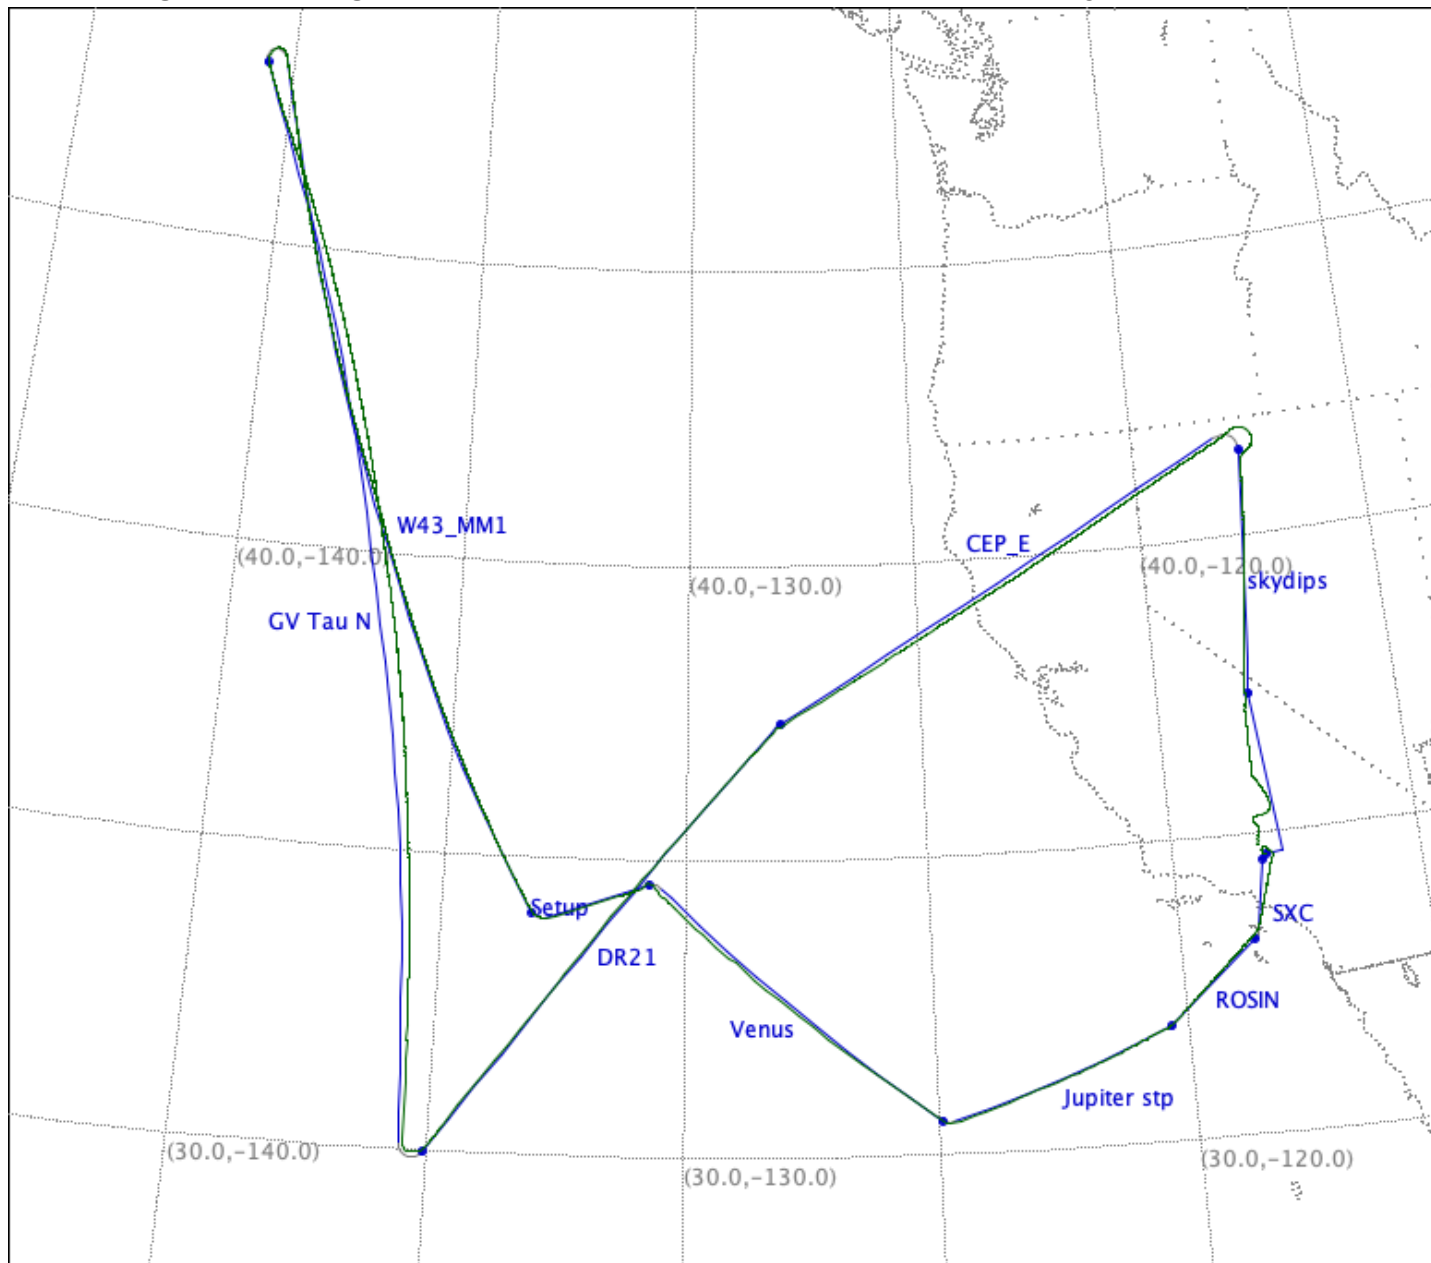 W43_MM1
(40.0,-140.0)
CEP_E
(40.0,-120.0)
(40.0,-130.0)
skydips
GV Tau N
Setup
SXC
DR21
ROSIN
Venus
Jupiter stp
(30.0,-140.0)
(30.0,-130.0)
(30.0,-120.0)